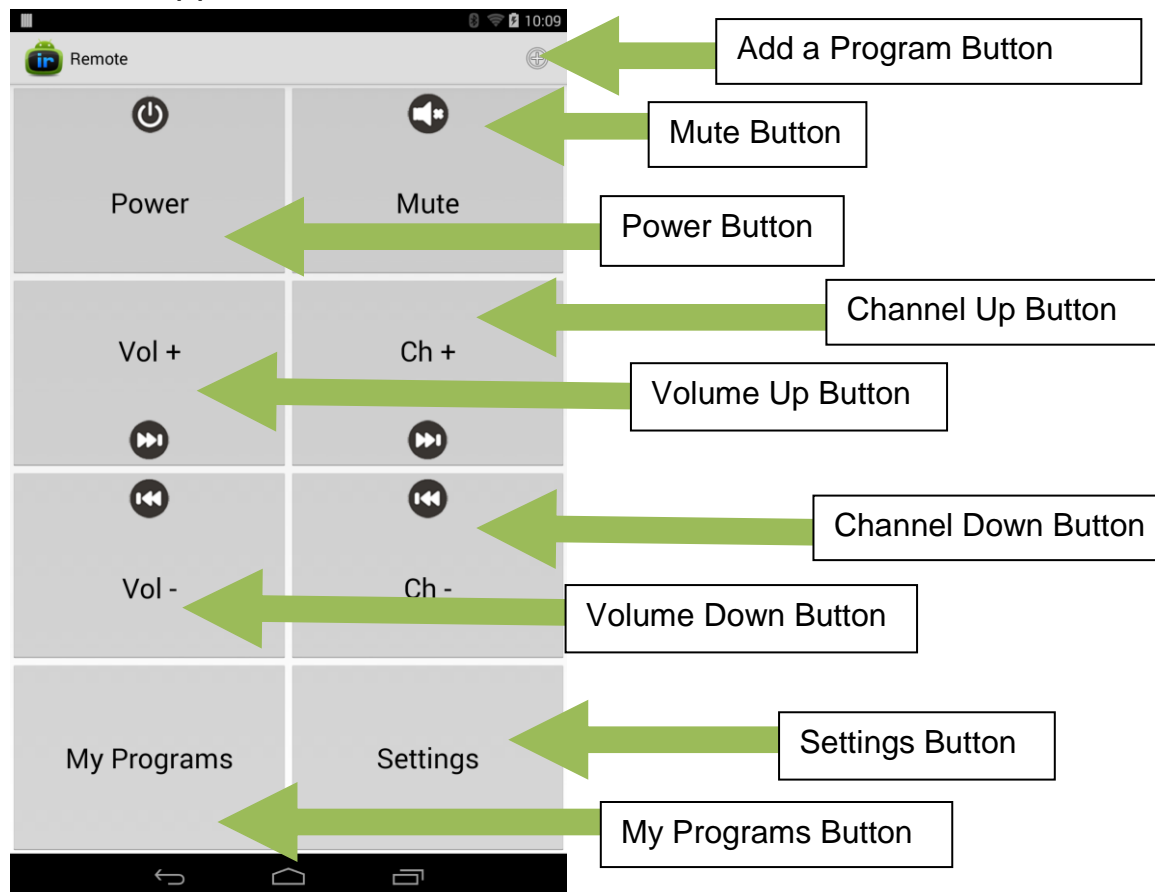 10:09
ir Remote
Add a Program Button
Mute Button
Power Mute
Power Button
Channel Up Button
Vol + Ch +
Volume Up Button
Channel Down Button
Vol - Ch -
Volume Down Button
My Programs Settings
Settings Button
My Programs Button